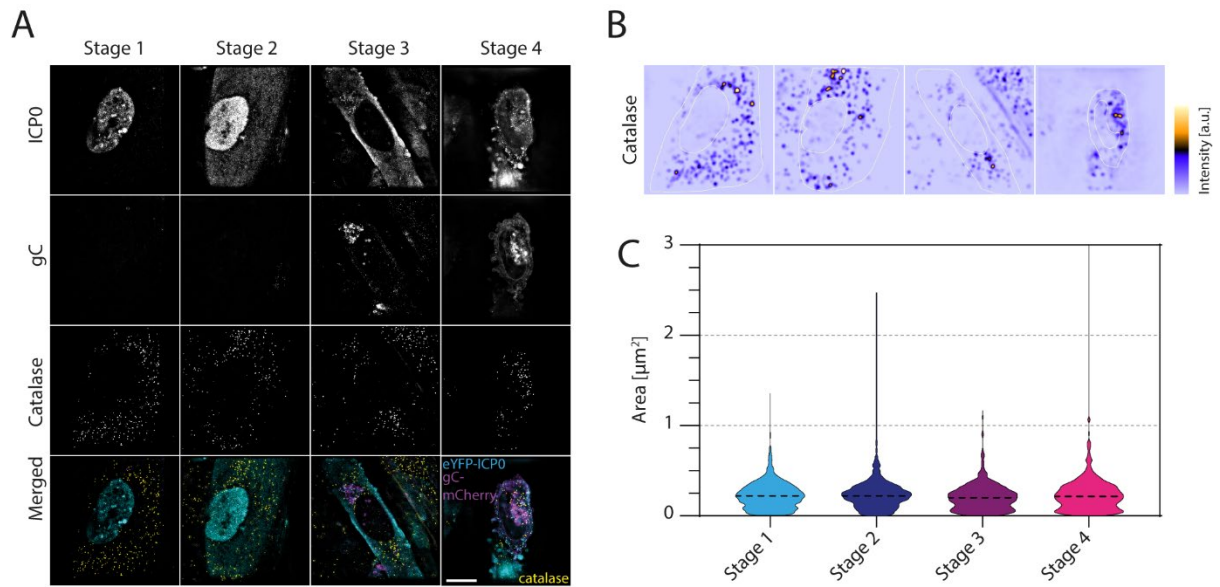 A
Stage 1
Stage 2
Stage 3
Stage 4
ICP0
gC
Catalase
Merged
eYFP-ICP0
gC-
mCherry
catalase
B
Catalase
Intensity [a.u.]
C
Area [µm²]
3
2
1
0
Stage 1
Stage 2
Stage 3
Stage 4